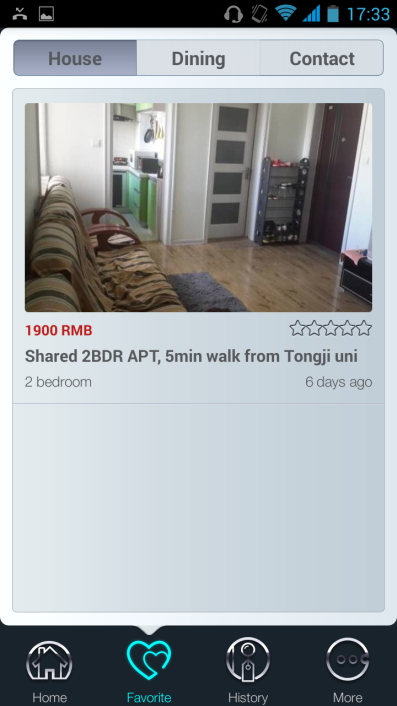 17:33
House Dining Contact
1900 RMB
Shared 2BDR APT, 5min walk from Tongji uni
2 bedroom 6 days ago
Home Favorite History More